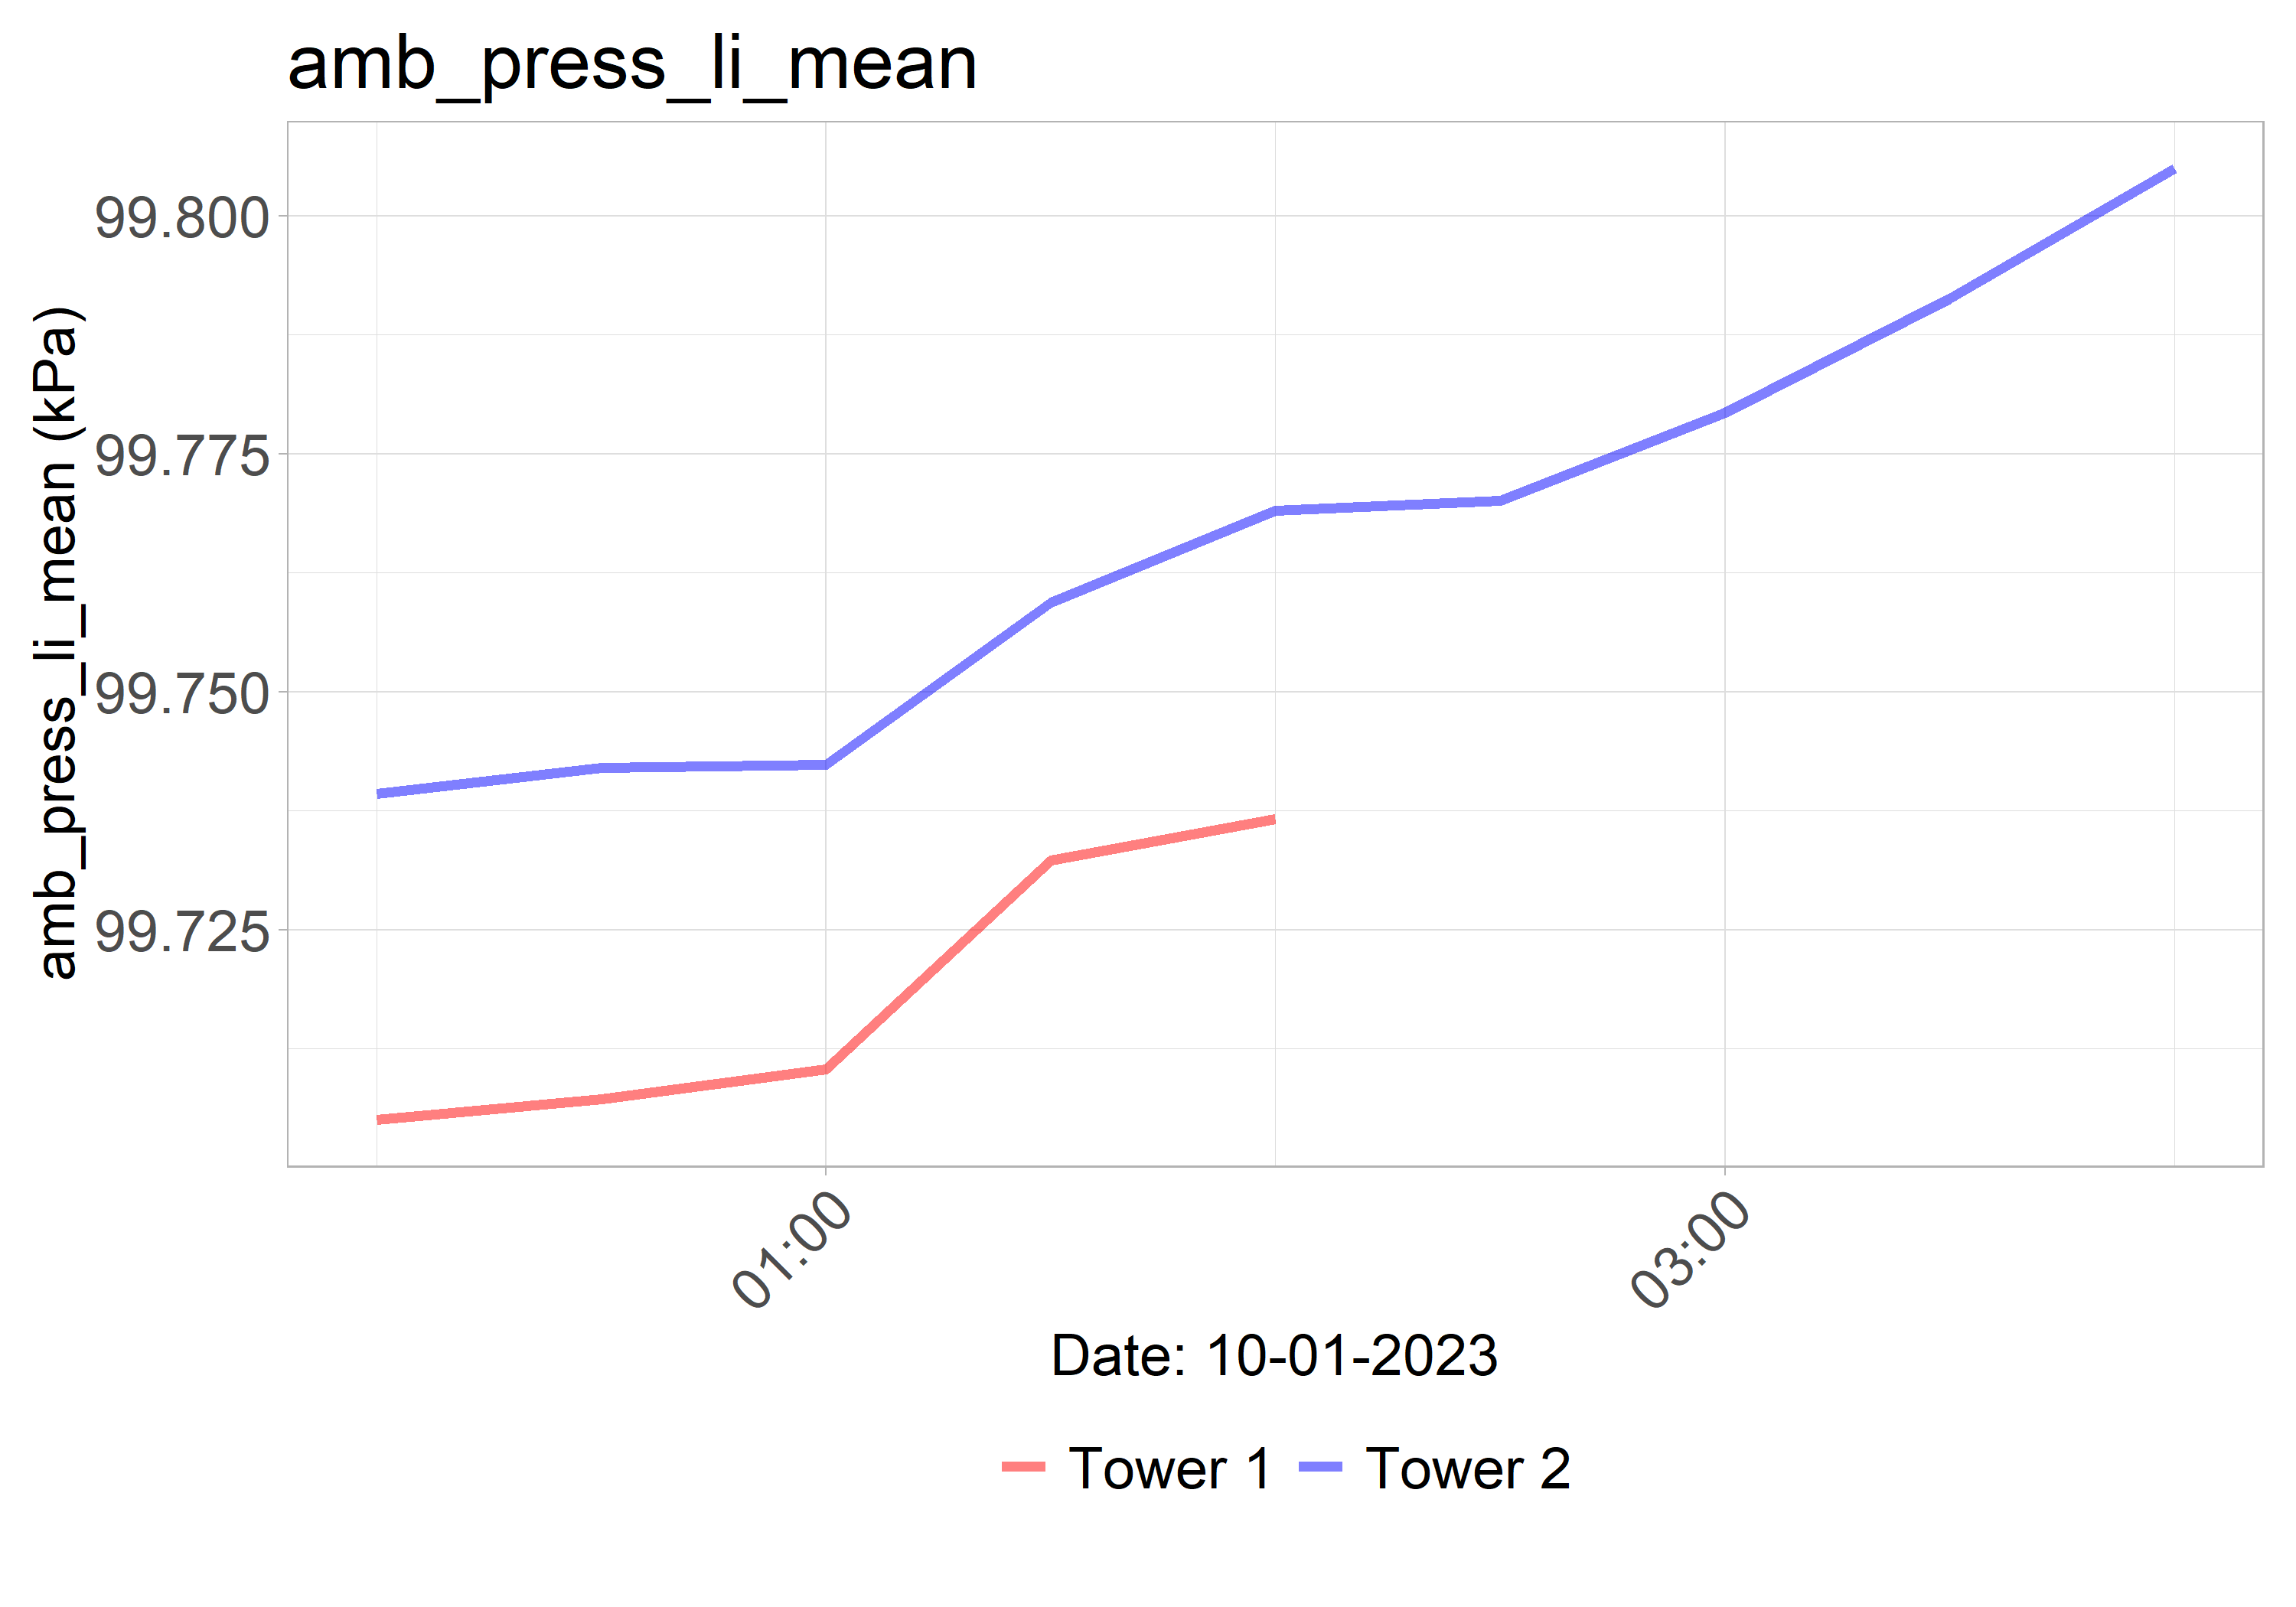 amb_press_li_mean
amb_press_li_mean (kPa)
99.800
99.775
99.750
99.725
01:00
03:00
Date: 10-01-2023
Tower 1
Tower 2